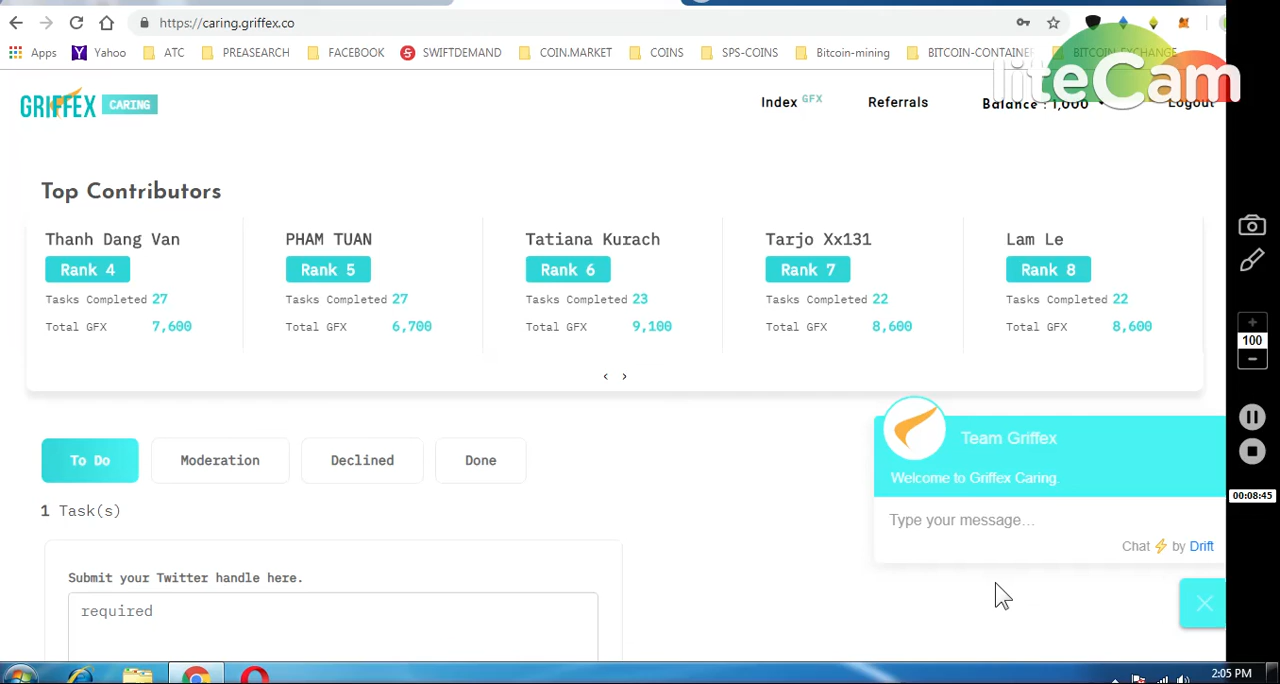 https://caring.griffex.co
Apps Yahoo ATC PREASEARCH FACEBOOK SWIFTDEMAND COIN.MARKET COINS SPS-COINS Bitcoin-mining BITCOIN-CONTAINER BITCOIN-EXCHANGE
liteCam
GRIFFEX CARING
Index GFX Referrals Balance : 1,000 Logout
Top Contributors
Thanh Dang Van PHAM TUAN Tatiana Kurach Tarjo Xx131 Lam Le
Rank 4 Rank 5 Rank 6 Rank 7 Rank 8
Tasks Completed 27 Tasks Completed 27 Tasks Completed 23 Tasks Completed 22 Tasks Completed 22
Total GFX 7,600 Total GFX 6,700 Total GFX 9,100 Total GFX 8,600 Total GFX 8,600
‹ ›
100
To Do Moderation Declined Done
Team Griffex
Welcome to Griffex Caring.
00:08:45
1 Task(s)
Type your message...
Chat ⚡ by Drift
Submit your Twitter handle here.
required
2:05 PM